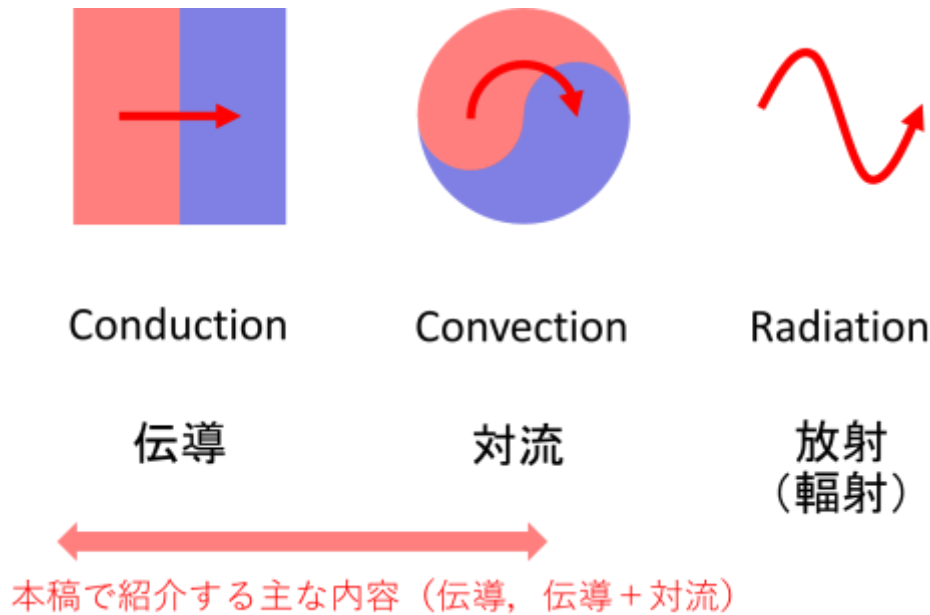 Conduction
Convection
Radiation
伝導
対流
放射
（輻射）
本稿で紹介する主な内容（伝導，伝導＋対流）